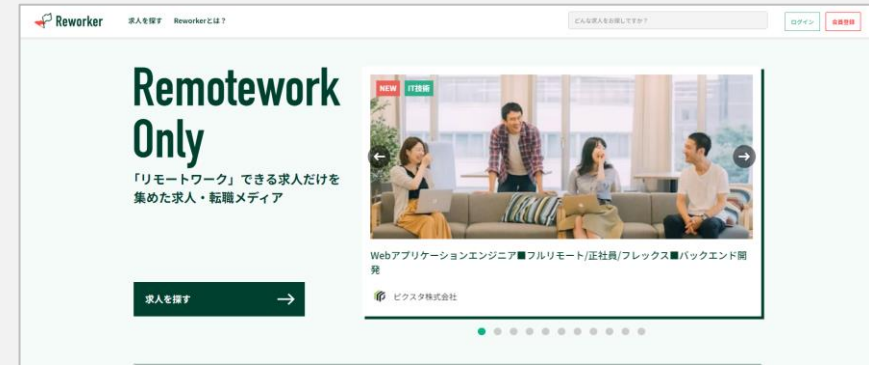 Reworker
求人を探す Reworkerとは？
どんな求人をお探しですか？
ログイン
会員登録
Remotework
Only
「リモートワーク」できる求人だけを
集めた求人・転職メディア
求人を探す
NEW IT技術
Webアプリケーションエンジニア■フルリモート/正社員/フレックス■バックエンド開
発
ピクスタ株式会社